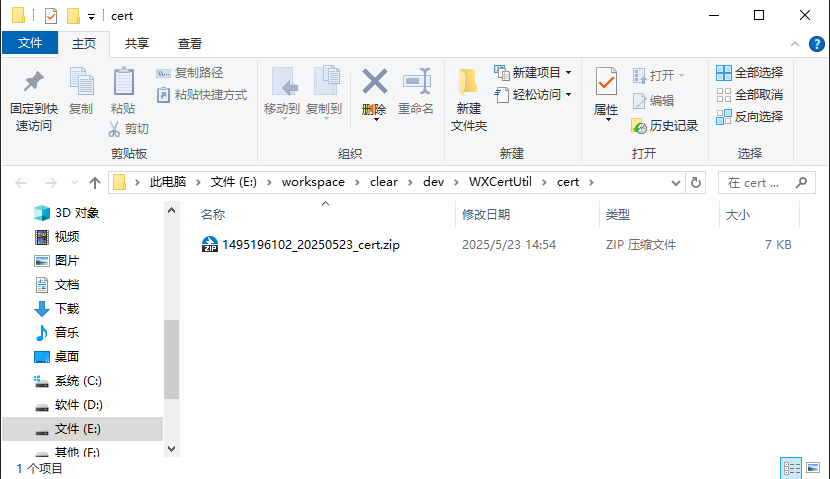 cert
文件 主页 共享 查看
固定到快
速访问
复制
粘贴
复制路径
粘贴快捷方式
剪切
剪贴板
移动到 复制到
删除
重命名
组织
新建
文件夹
新建项目
轻松访问
新建
属性
打开
编辑
历史记录
打开
全部选择
全部取消
反向选择
选择
此电脑 文件 (E:) workspace clear dev WXCertUtil cert
在 cert ...
3D 对象
视频
图片
文档
下载
音乐
桌面
系统 (C:)
软件 (D:)
文件 (E:)
其他 (F:)
名称 修改日期 类型 大小
ZIP 1495196102_20250523_cert.zip 2025/5/23 14:54 ZIP 压缩文件 7 KB
1 个项目